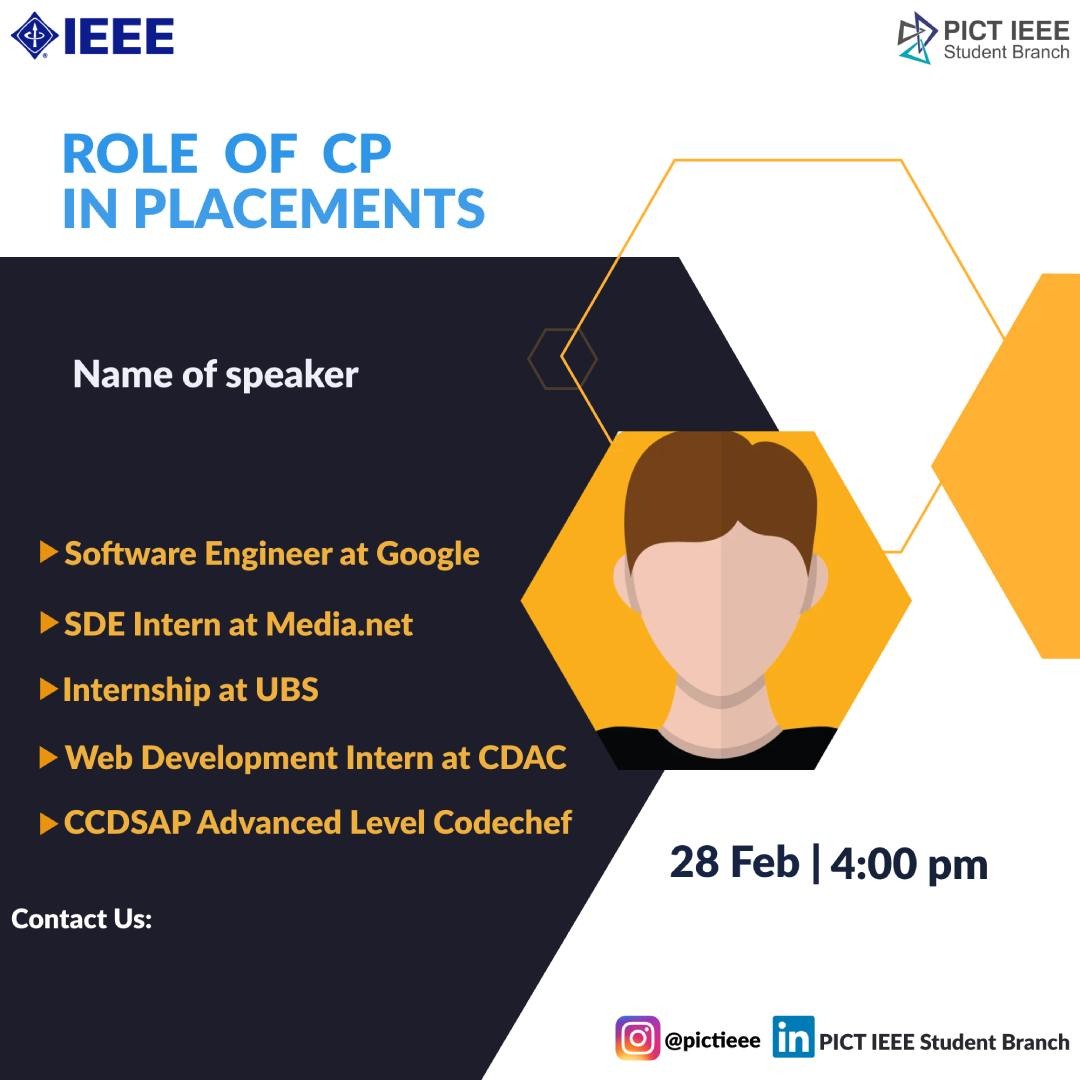 IEEE
PICT IEEE
Student Branch
ROLE OF CP
IN PLACEMENTS
Name of speaker
Software Engineer at Google
SDE Intern at Media.net
Internship at UBS
Web Development Intern at CDAC
CCDSAP Advanced Level Codechef
28 Feb | 4:00 pm
Contact Us:
@pictieee
in PICT IEEE Student Branch